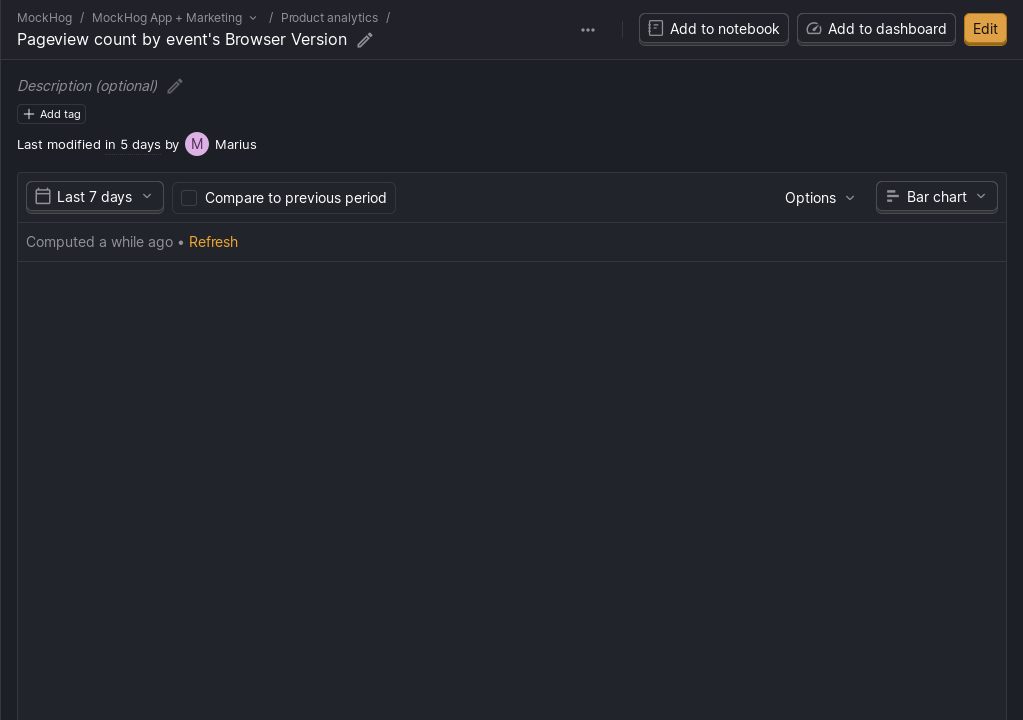 MockHog / MockHog App + Marketing / Product analytics /
Pageview count by event's Browser Version
Add to notebook
Add to dashboard
Edit
Description (optional)
Add tag
Last modified in 5 days by M Marius
Last 7 days
Compare to previous period
Options
Bar chart
Computed a while ago • Refresh